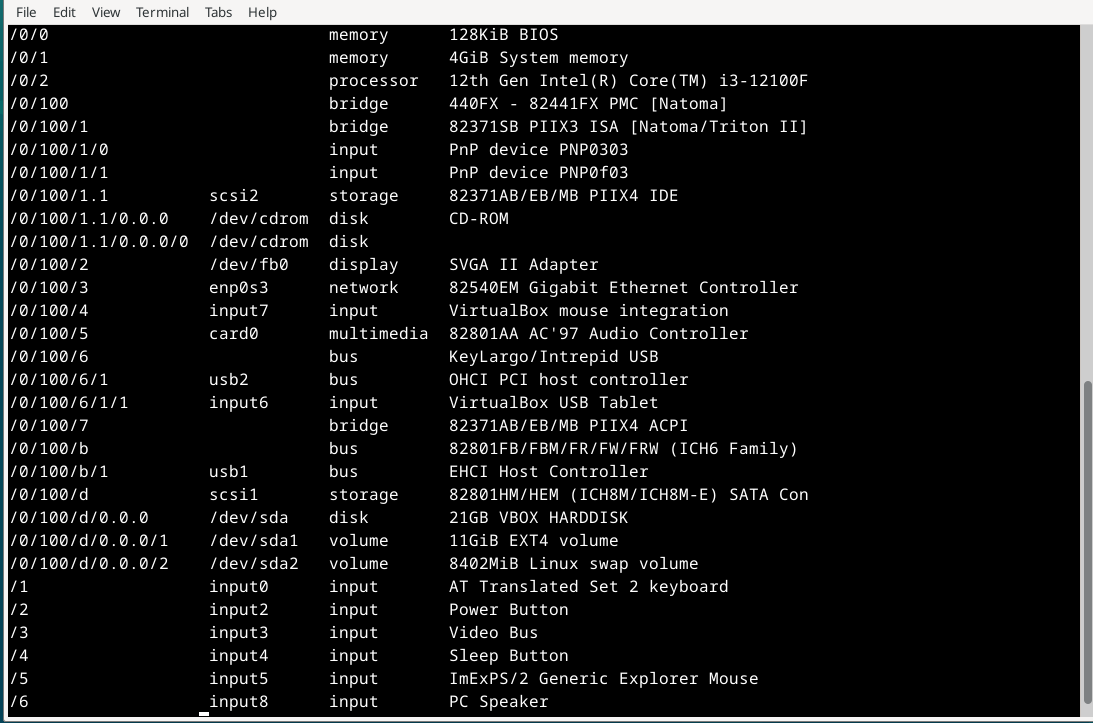 File Edit View Terminal Tabs Help
/0/0 memory 128KiB BIOS
/0/1 memory 4GiB System memory
/0/2 processor 12th Gen Intel(R) Core(TM) i3-12100F
/0/100 bridge 440FX - 82441FX PMC [Natoma]
/0/100/1 bridge 82371SB PIIX3 ISA [Natoma/Triton II]
/0/100/1/0 input PnP device PNP0303
/0/100/1/1 input PnP device PNP0f03
/0/100/1.1 scsi2 storage 82371AB/EB/MB PIIX4 IDE
/0/100/1.1/0.0.0 /dev/cdrom disk CD-ROM
/0/100/1.1/0.0.0/0 /dev/cdrom disk
/0/100/2 /dev/fb0 display SVGA II Adapter
/0/100/3 enp0s3 network 82540EM Gigabit Ethernet Controller
/0/100/4 input7 input VirtualBox mouse integration
/0/100/5 card0 multimedia 82801AA AC'97 Audio Controller
/0/100/6 bus KeyLargo/Intrepid USB
/0/100/6/1 usb2 bus OHCI PCI host controller
/0/100/6/1/1 input6 input VirtualBox USB Tablet
/0/100/7 bridge 82371AB/EB/MB PIIX4 ACPI
/0/100/b bus 82801FB/FBM/FR/FW/FRW (ICH6 Family)
/0/100/b/1 usb1 bus EHCI Host Controller
/0/100/d scsi1 storage 82801HM/HEM (ICH8M/ICH8M-E) SATA Con
/0/100/d/0.0.0 /dev/sda disk 21GB VBOX HARDDISK
/0/100/d/0.0.0/1 /dev/sda1 volume 11GiB EXT4 volume
/0/100/d/0.0.0/2 /dev/sda2 volume 8402MiB Linux swap volume
/1 input0 input AT Translated Set 2 keyboard
/2 input2 input Power Button
/3 input3 input Video Bus
/4 input4 input Sleep Button
/5 input5 input ImExPS/2 Generic Explorer Mouse
/6 input8 input PC Speaker